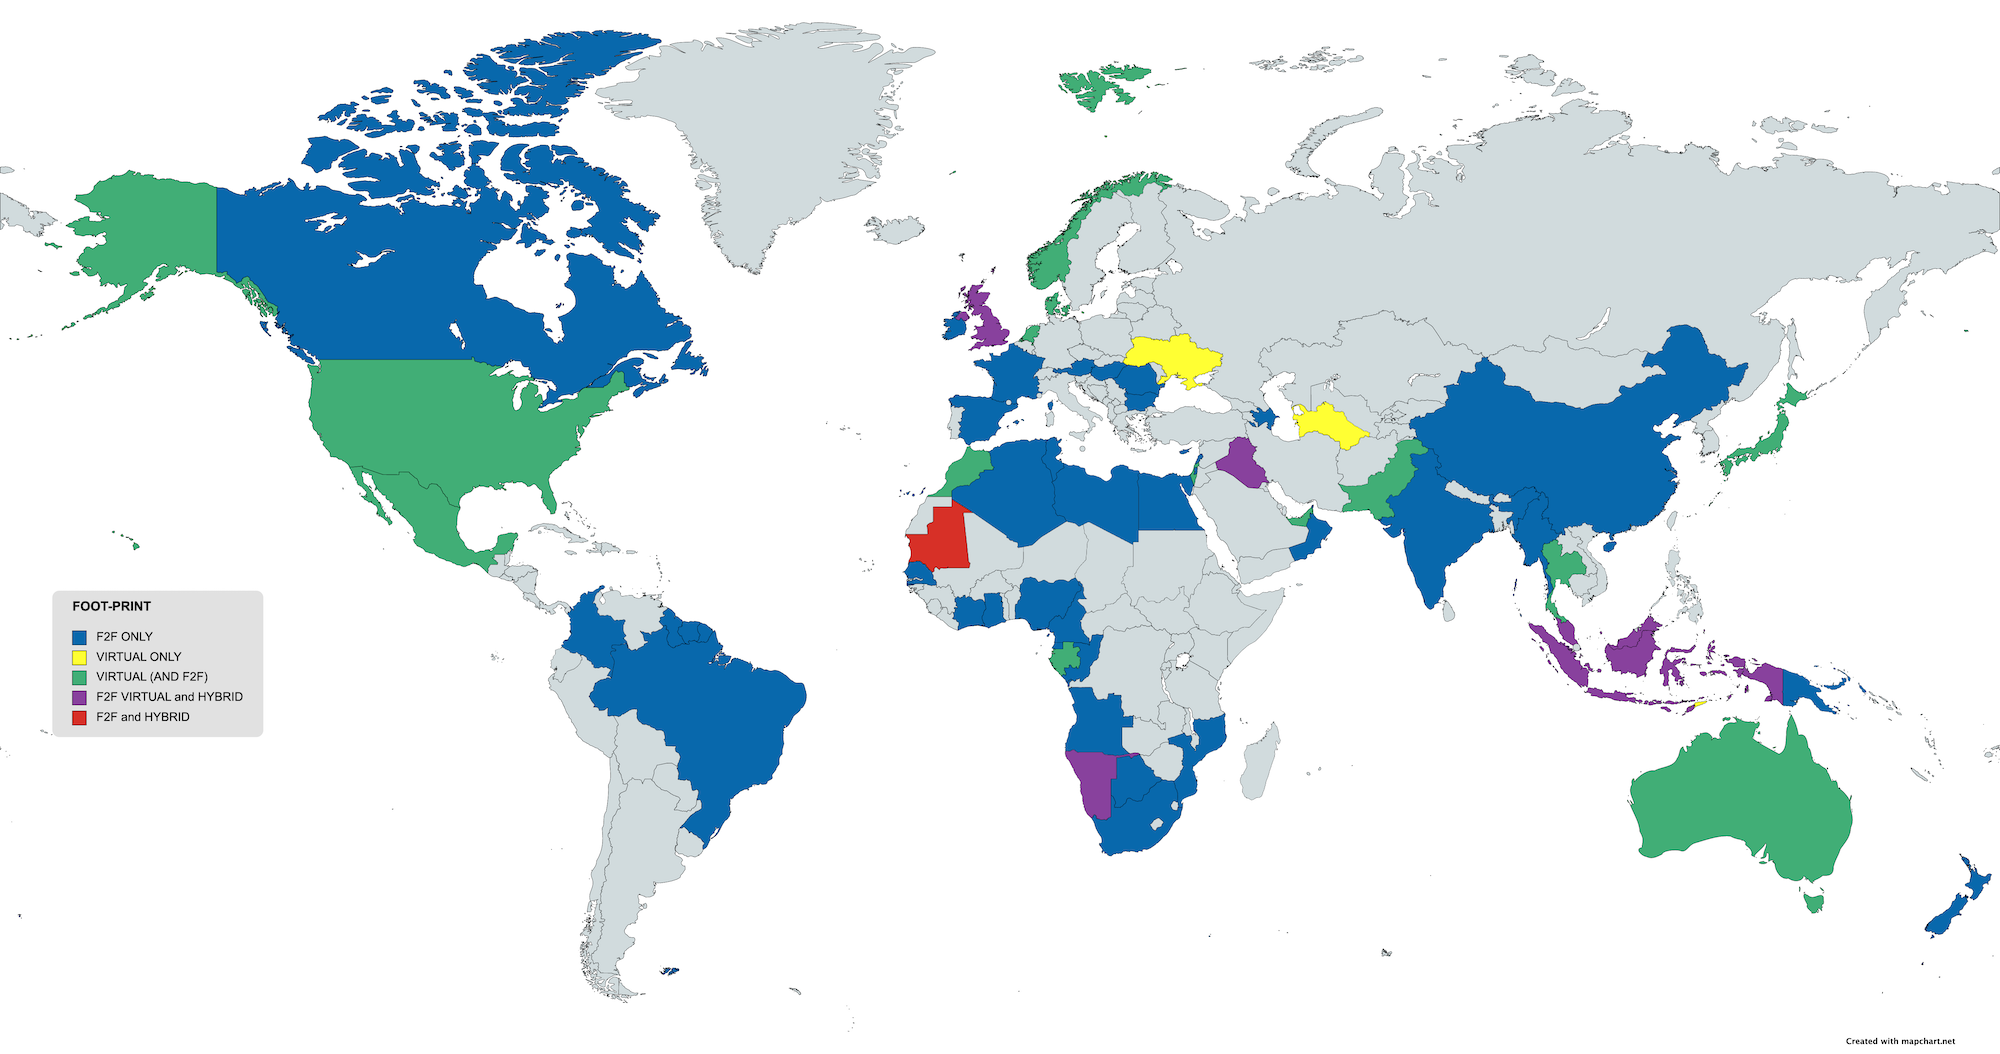 FOOT-PRINT
F2F ONLY
VIRTUAL ONLY
VIRTUAL (AND F2F)
F2F VIRTUAL and HYBRID
F2F and HYBRID
Created with mapchart.net